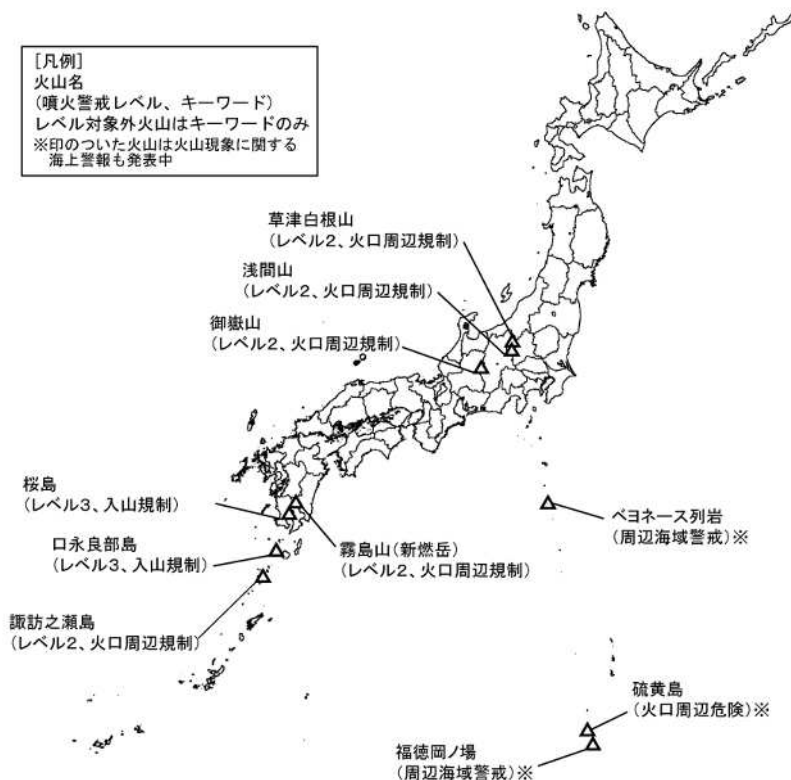 [凡例]
火山名
(噴火警戒レベル、キーワード)
レベル対象外火山はキーワードのみ
※印のついた火山は火山現象に関する
海上警報も発表中
草津白根山
(レベル2、火口周辺規制)
浅間山
(レベル2、火口周辺規制)
御嶽山
(レベル2、火口周辺規制)
桜島
(レベル3、入山規制)
口永良部島
(レベル3、入山規制)
諏訪之瀬島
(レベル2、火口周辺規制)
霧島山(新燃岳)
(レベル2、火口周辺規制)
ベヨネース列岩
(周辺海域警戒)※
硫黄島
(火口周辺危険)※
福徳岡ノ場
(周辺海域警戒)※